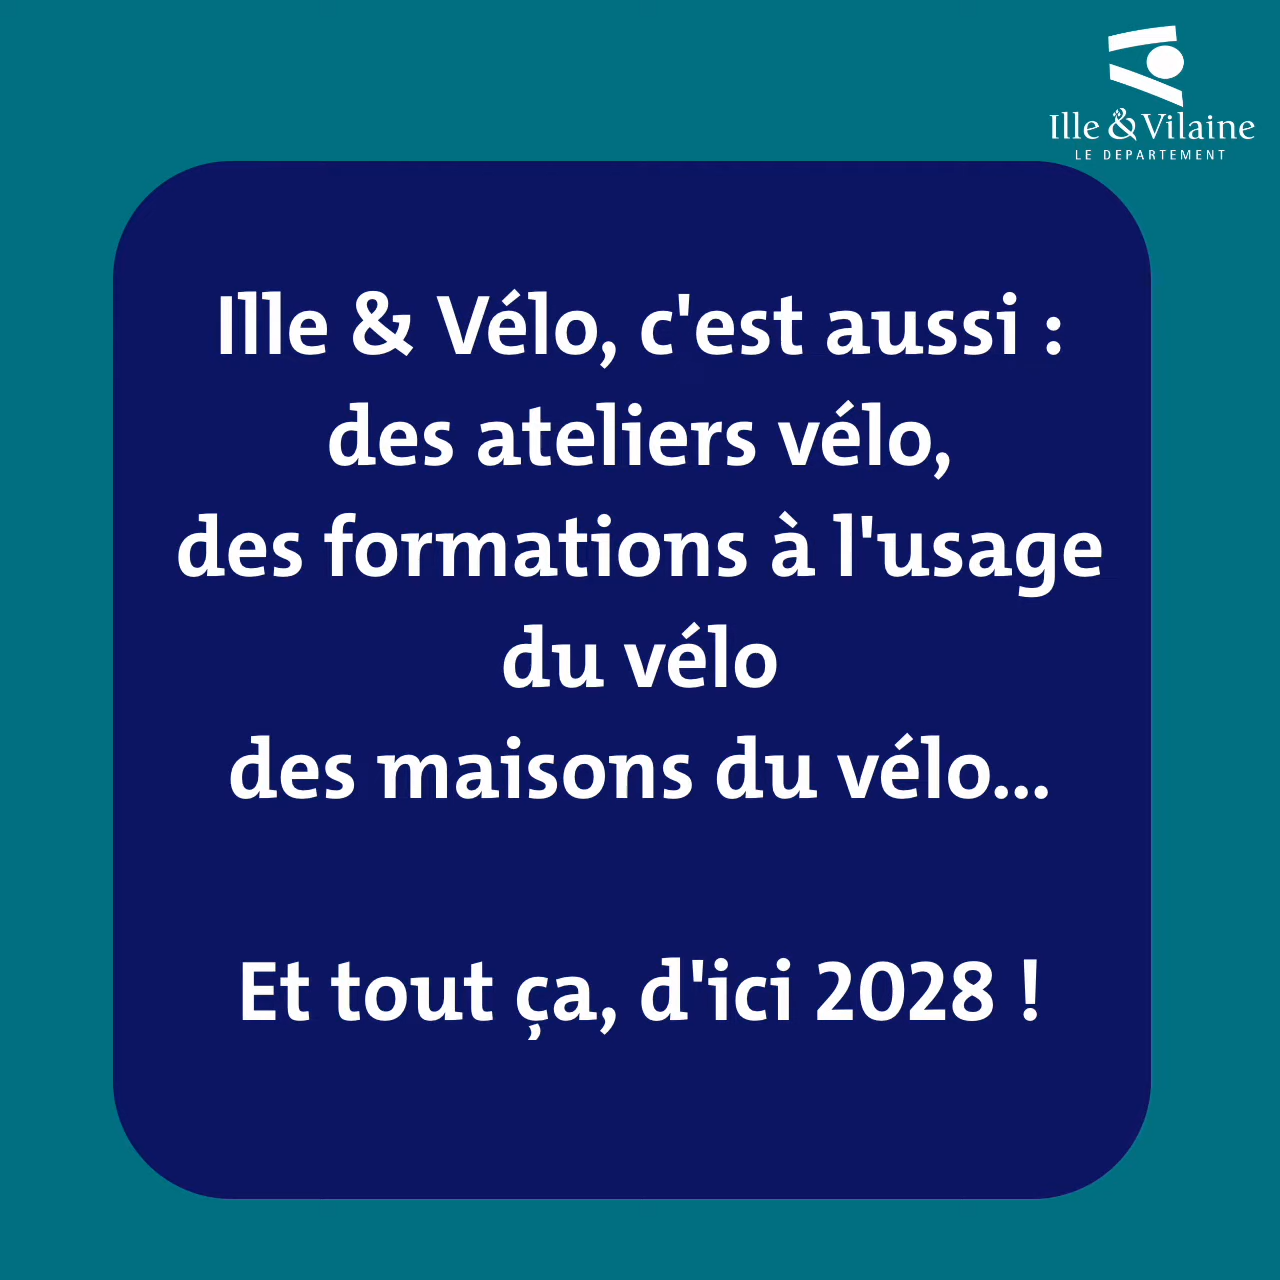 Ille & Vilaine
LE DEPARTEMENT
Ille & Vélo, c'est aussi :
des ateliers vélo,
des formations à l'usage
du vélo
des maisons du vélo...
Et tout ça, d'ici 2028 !